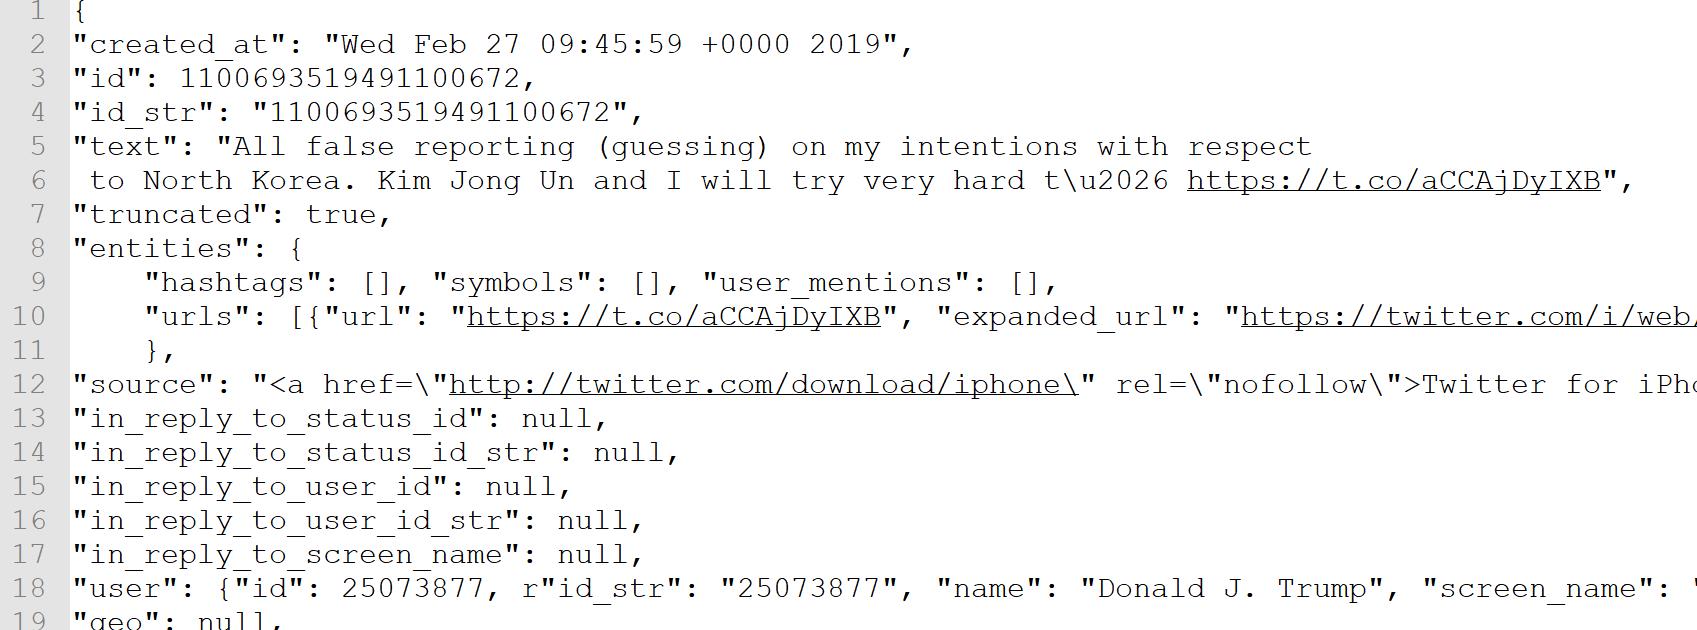 1 {
2 "created_at": "Wed Feb 27 09:45:59 +0000 2019",
3 "id": 1100693519491100672,
4 "id_str": "1100693519491100672",
5 "text": "All false reporting (guessing) on my intentions with respect
6 to North Korea. Kim Jong Un and I will try very hard t\u2026 https://t.co/aCCAjDyIXB",
7 "truncated": true,
8 "entities": {
9 "hashtags": [], "symbols": [], "user_mentions": [],
10 "urls": [{"url": "https://t.co/aCCAjDyIXB", "expanded_url": "https://twitter.com/i/web/
11 },
12 "source": "<a href=\"http://twitter.com/download/iphone\" rel=\"nofollow\">Twitter for iPho
13 "in_reply_to_status_id": null,
14 "in_reply_to_status_id_str": null,
15 "in_reply_to_user_id": null,
16 "in_reply_to_user_id_str": null,
17 "in_reply_to_screen_name": null,
18 "user": {"id": 25073877, r"id_str": "25073877", "name": "Donald J. Trump", "screen_name": "
19 "geo": null,